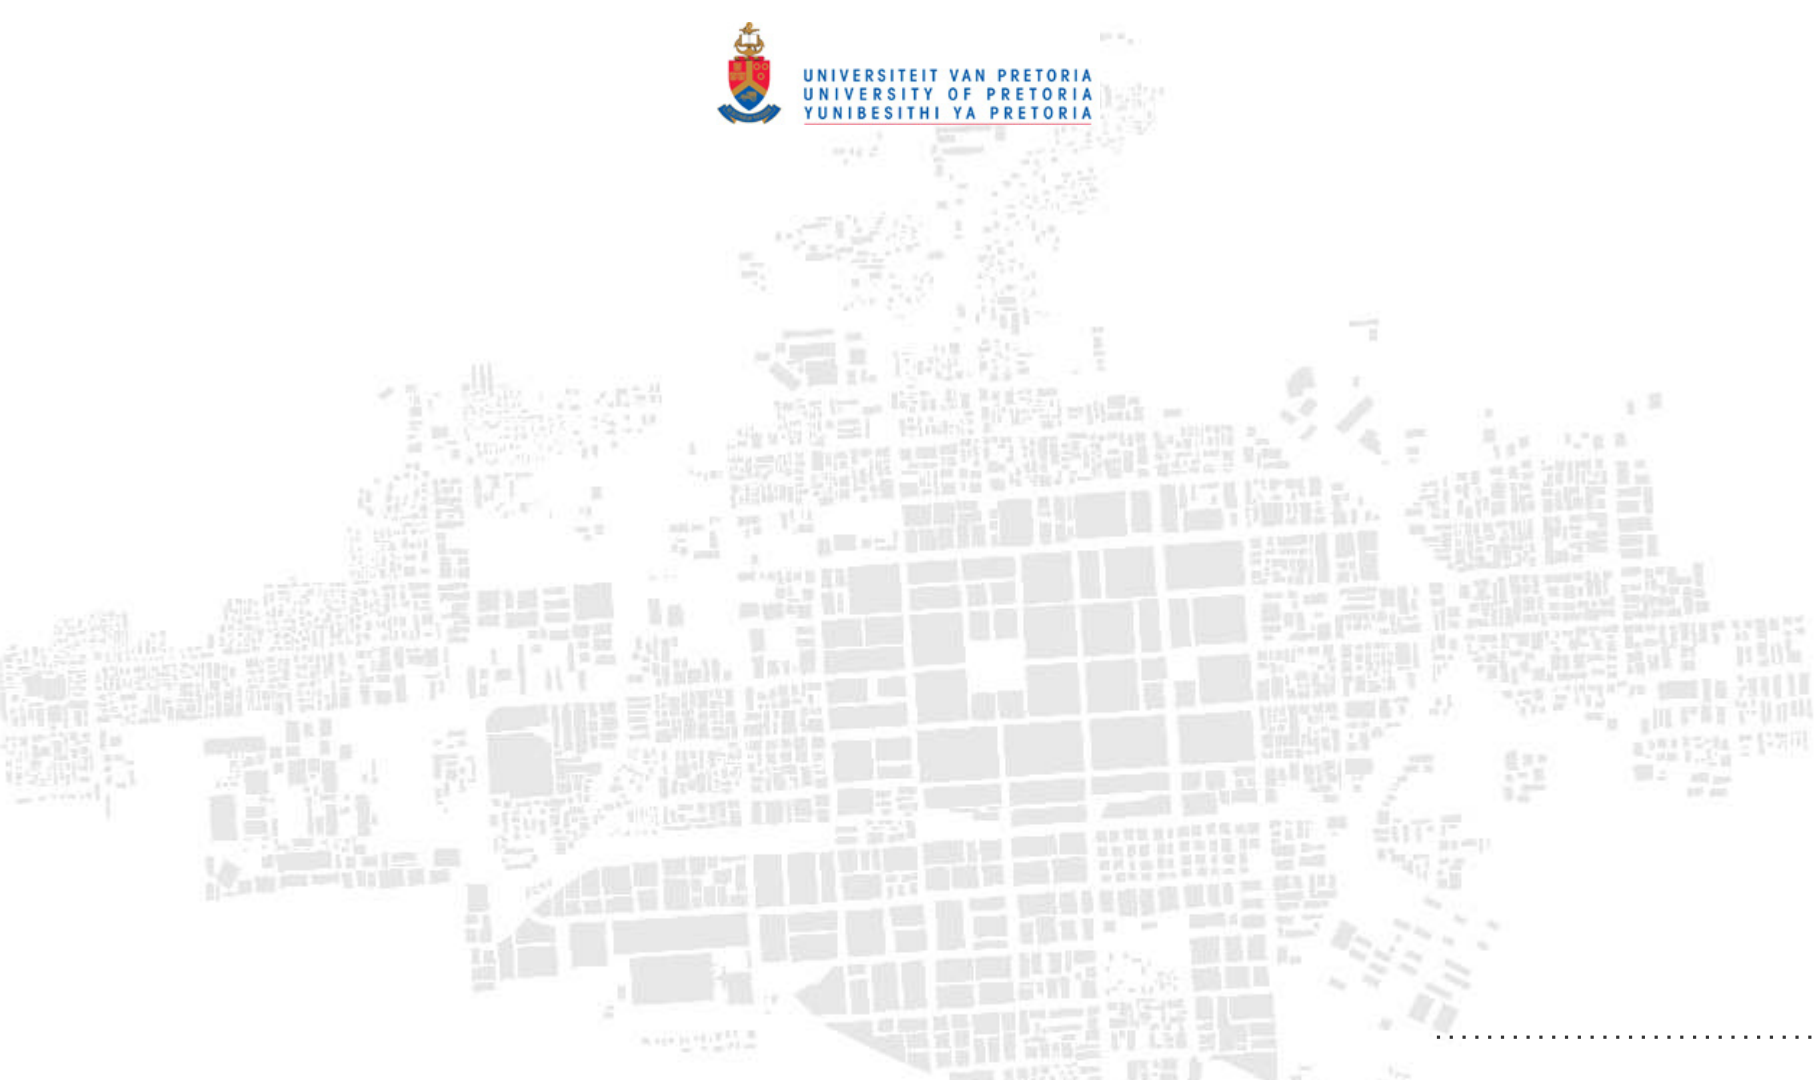 UNIVERSITEIT VAN PRETORIA
UNIVERSITY OF PRETORIA
YUNIBESITHI YA PRETORIA